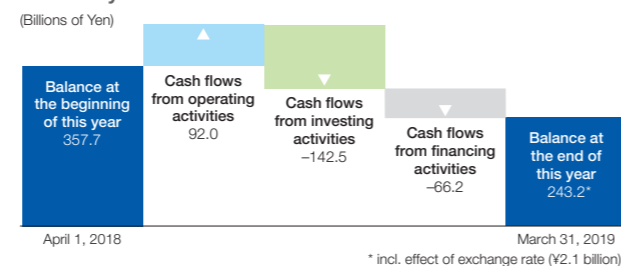 (Billions of Yen)
Balance at
the beginning
of this year
357.7
Cash flows
from operating
activities
92.0
Cash flows
from investing
activities
–142.5
Cash flows
from financing
activities
–66.2
Balance at
the end of
this year
243.2*
April 1, 2018
March 31, 2019
* incl. effect of exchange rate (¥2.1 billion)